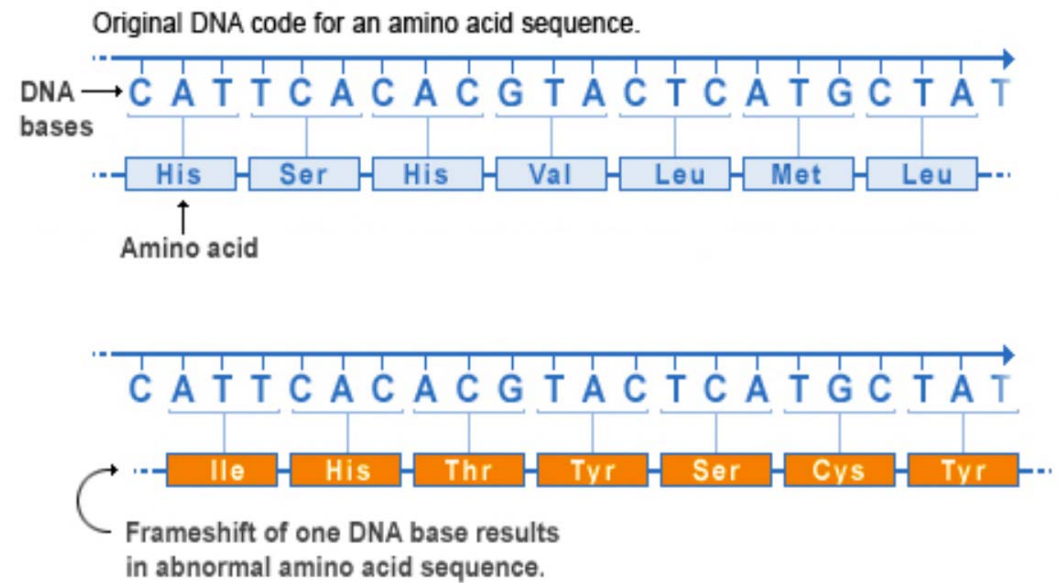 Original DNA code for an amino acid sequence.
DNA bases
C A T T C A C A C G T A C T C A T G C T A T
His Ser His Val Leu Met Leu
Amino acid
C A T T C A C A C G T A C T C A T G C T A T
Ile His Thr Tyr Ser Cys Tyr
Frameshift of one DNA base results
in abnormal amino acid sequence.